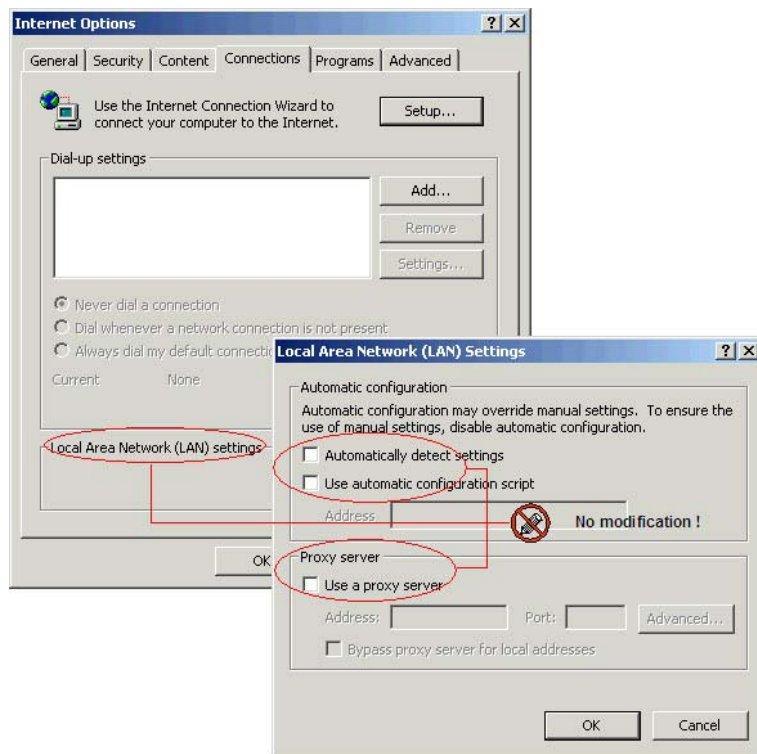 Internet Options
General Security Content Connections Programs Advanced
Use the Internet Connection Wizard to
connect your computer to the Internet.
Setup...
Dial-up settings
Add...
Remove
Settings...
Never dial a connection
Dial whenever a network connection is not present
Always dial my default connecti
Current None
Local Area Network (LAN) settings
OK
Local Area Network (LAN) Settings
Automatic configuration
Automatic configuration may override manual settings. To ensure the
use of manual settings, disable automatic configuration.
Automatically detect settings
Use automatic configuration script
Address
No modification !
Proxy server
Use a proxy server
Address: Port: Advanced...
Bypass proxy server for local addresses
OK Cancel